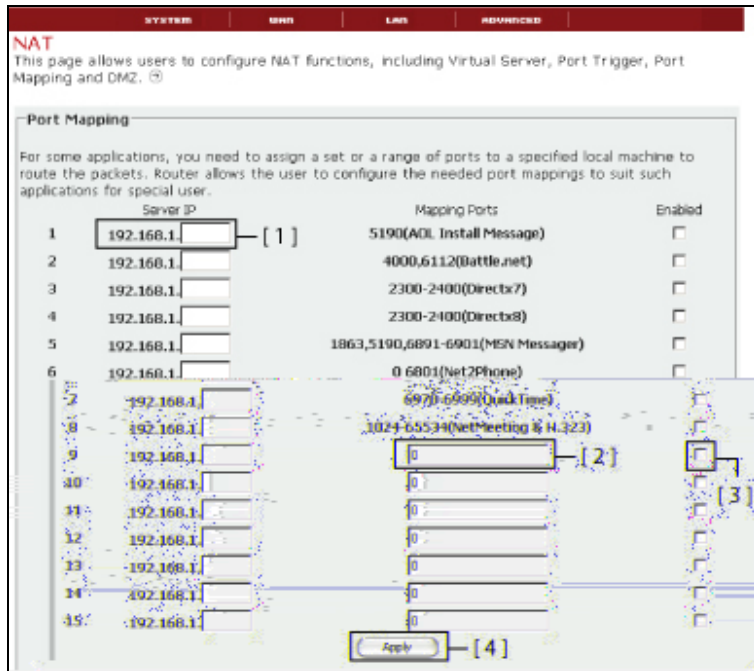 SYSTEM WAN LAN ADVANCED
NAT
This page allows users to configure NAT functions, including Virtual Server, Port Trigger, Port
Mapping and DMZ.
Port Mapping
For some applications, you need to assign a set or a range of ports to a specified local machine to
route the packets. Router allows the user to configure the needed port mappings to suit such
applications for special user.
Server IP Mapping Ports Enabled
1 192.168.1. [1] 5190(AOL Install Message)
2 192.168.1. 4000,6112(Battle.net)
3 192.168.1. 2300-2400(Directx7)
4 192.168.1. 2300-2400(Directx8)
5 192.168.1. 1863,5190,6891-6901(MSN Messager)
6 192.168.1. 0 6801(Net2Phone)
7 192.168.1. 6970-6999(QuickTime)
8 192.168.1. 1024-65534(NetMeeting & H.323)
9 192.168.1. 0 [2]
10 192.168.1. 0 [3]
11 192.168.1. 0
12 192.168.1. 0
13 192.168.1. 0
14 192.168.1. 0
15 192.168.1. 0
Apply [4]